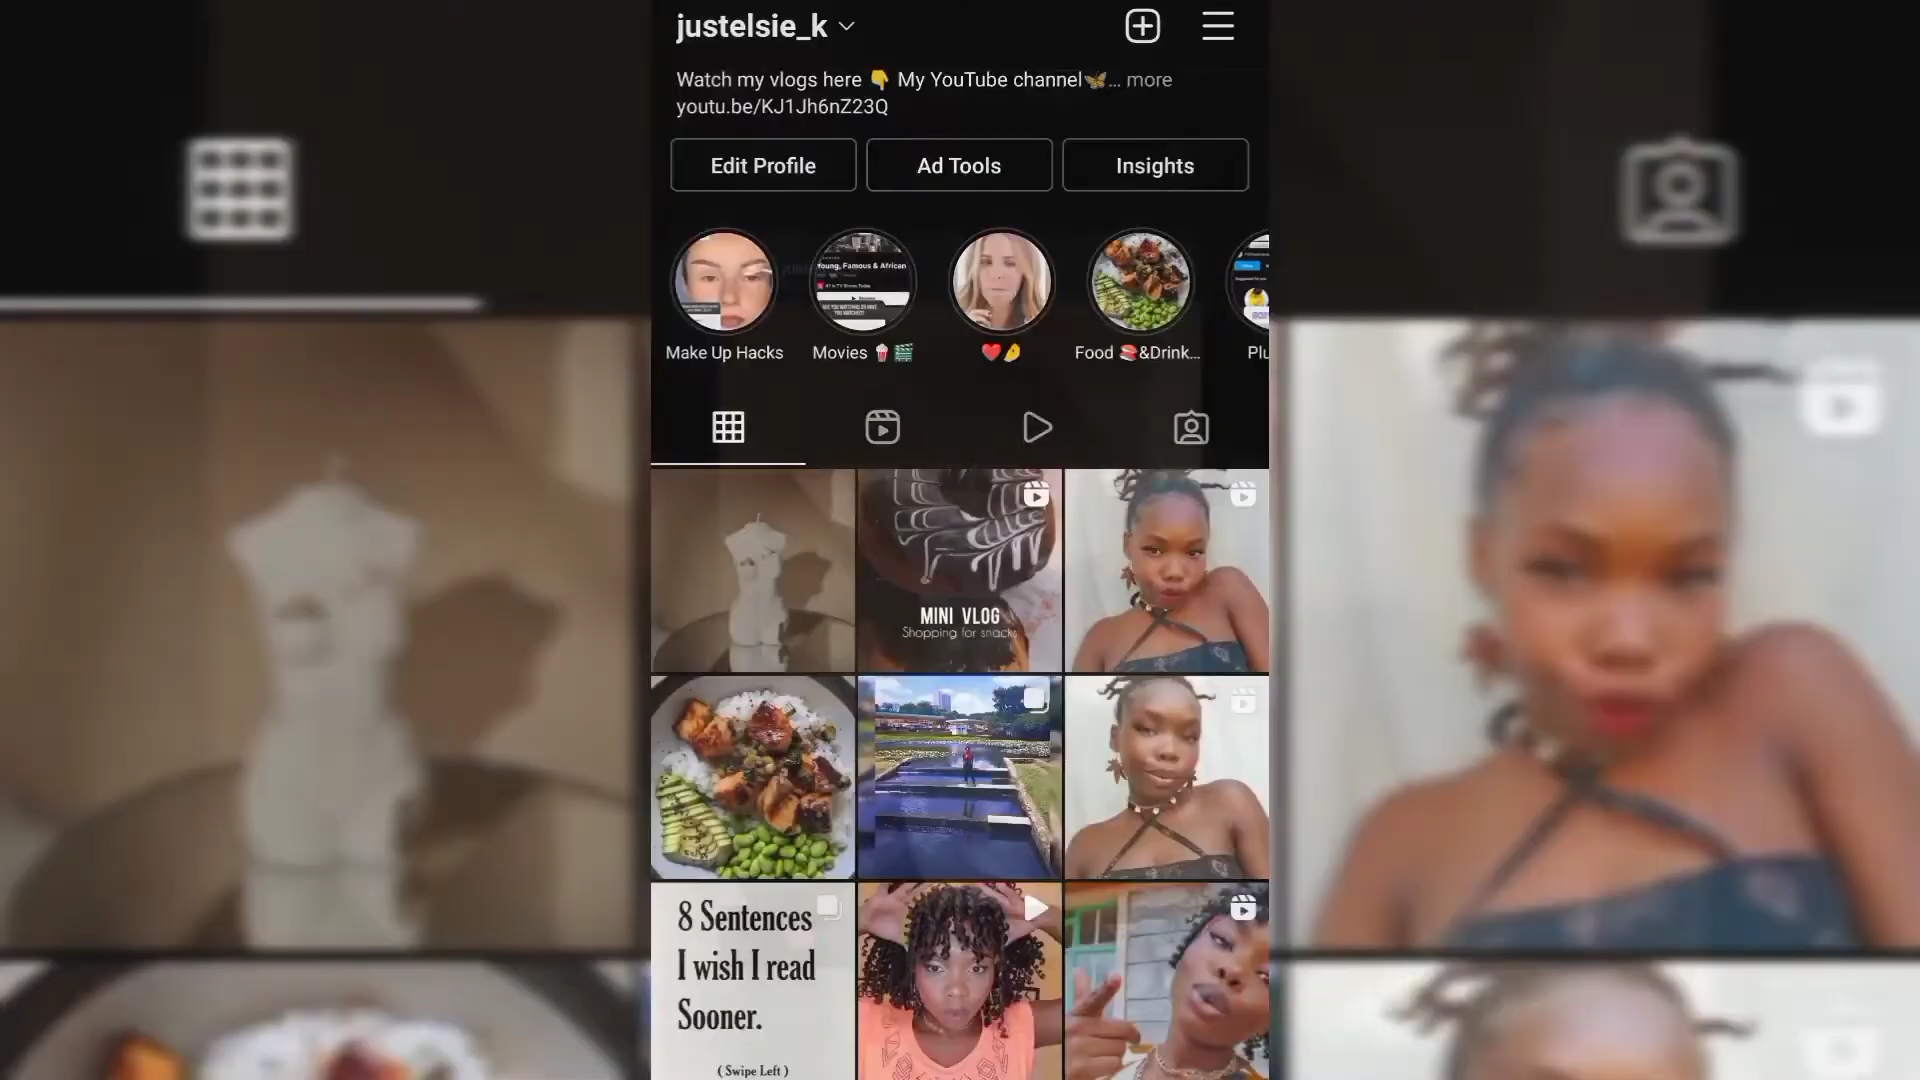 justelsie_k
Watch my vlogs here 👇 My YouTube channel🦋... more
youtu.be/KJ1Jh6nZ23Q
Edit Profile
Ad Tools
Insights
Young, Famous & African
Make Up Hacks
Movies 🍿🎬
❤️🤌
Food 🍣&Drink...
Plu
MINI VLOG
Shopping for snacks
8 Sentences
I wish I read
Sooner.
( Swipe Left )